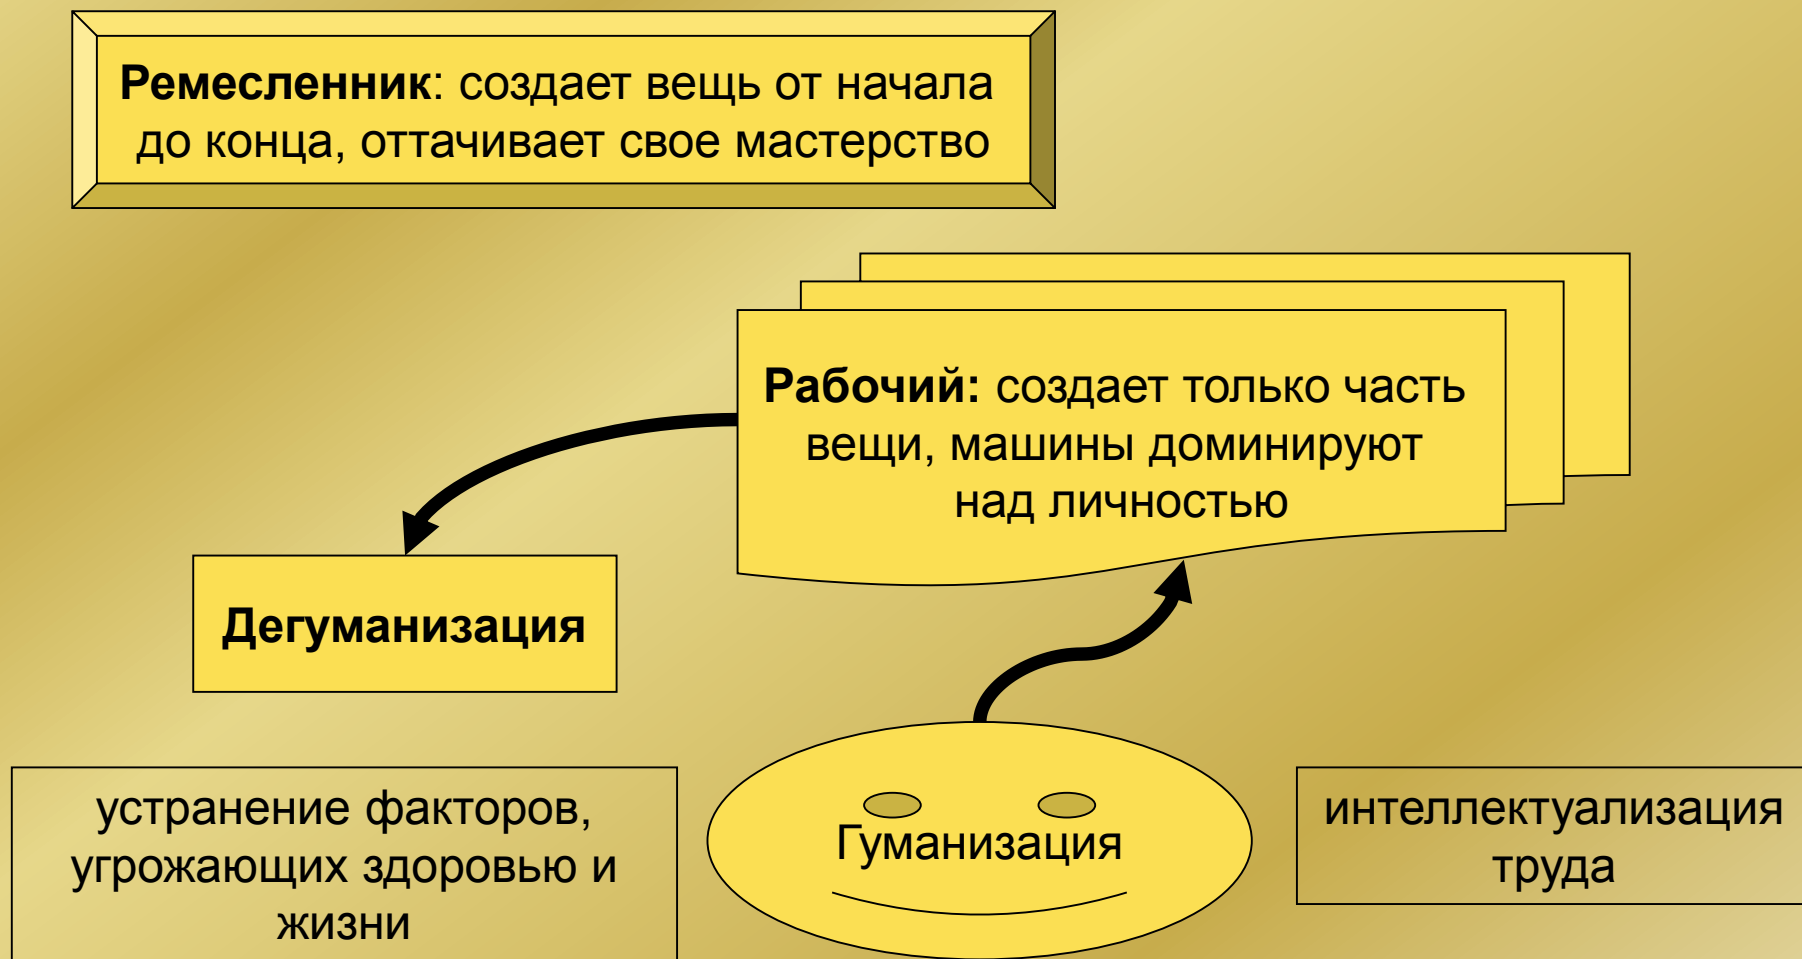 Ремесленник: создает вещь от начала
до конца, оттачивает свое мастерство
Рабочий: создает только часть
вещи, машины доминируют
над личностью
Дегуманизация
устранение факторов,
угрожающих здоровью и
жизни
Гуманизация
интеллектуализация
труда